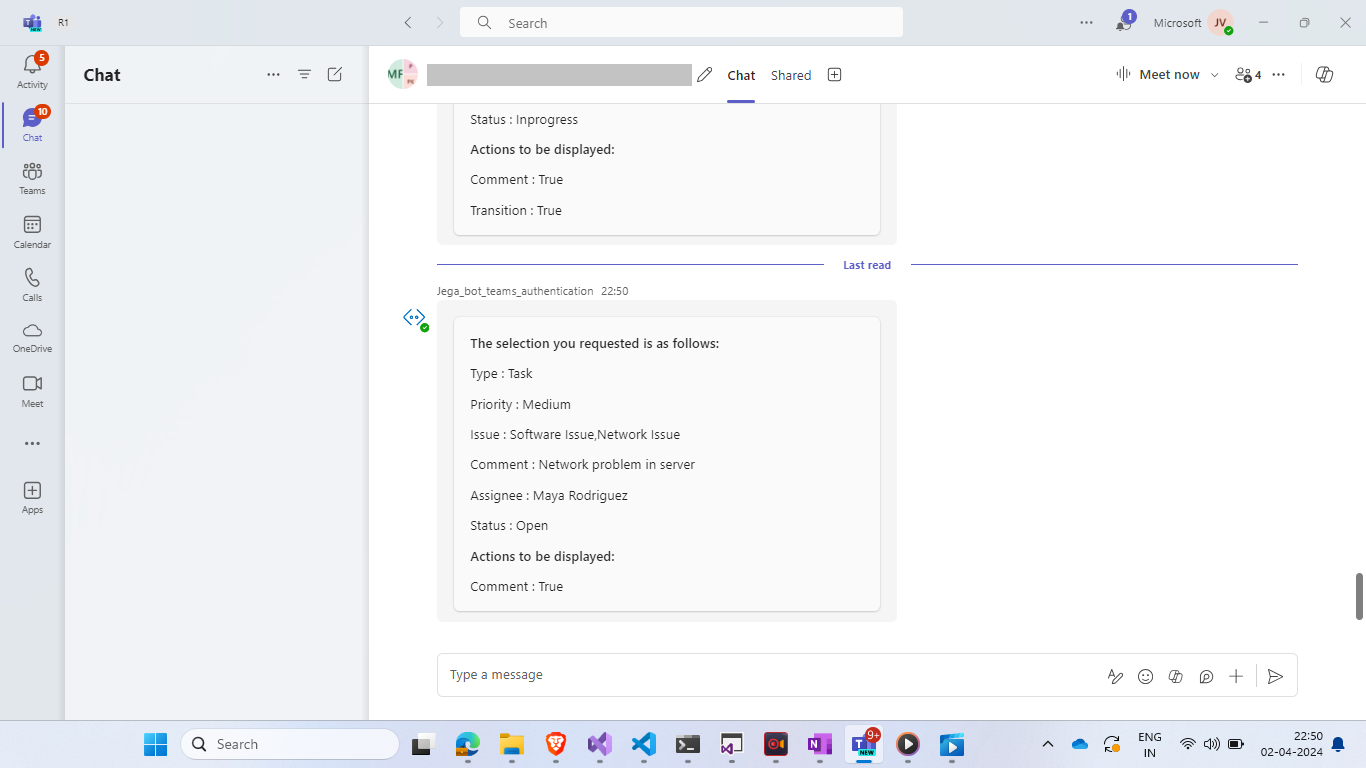 R1
Search
1
Microsoft
JV
NEW
5
Activity
10
Chat
Teams
Calendar
Calls
OneDrive
Meet
Apps
Chat
MF
P
PR
Chat
Shared
Meet now
4
Status : Inprogress
Actions to be displayed:
Comment : True
Transition : True
Last read
Jega_bot_teams_authentication 22:50
The selection you requested is as follows:
Type : Task
Priority : Medium
Issue : Software Issue,Network Issue
Comment : Network problem in server
Assignee : Maya Rodriguez
Status : Open
Actions to be displayed:
Comment : True
Type a message
Search
9+
NEW
ENG
IN
22:50
02-04-2024